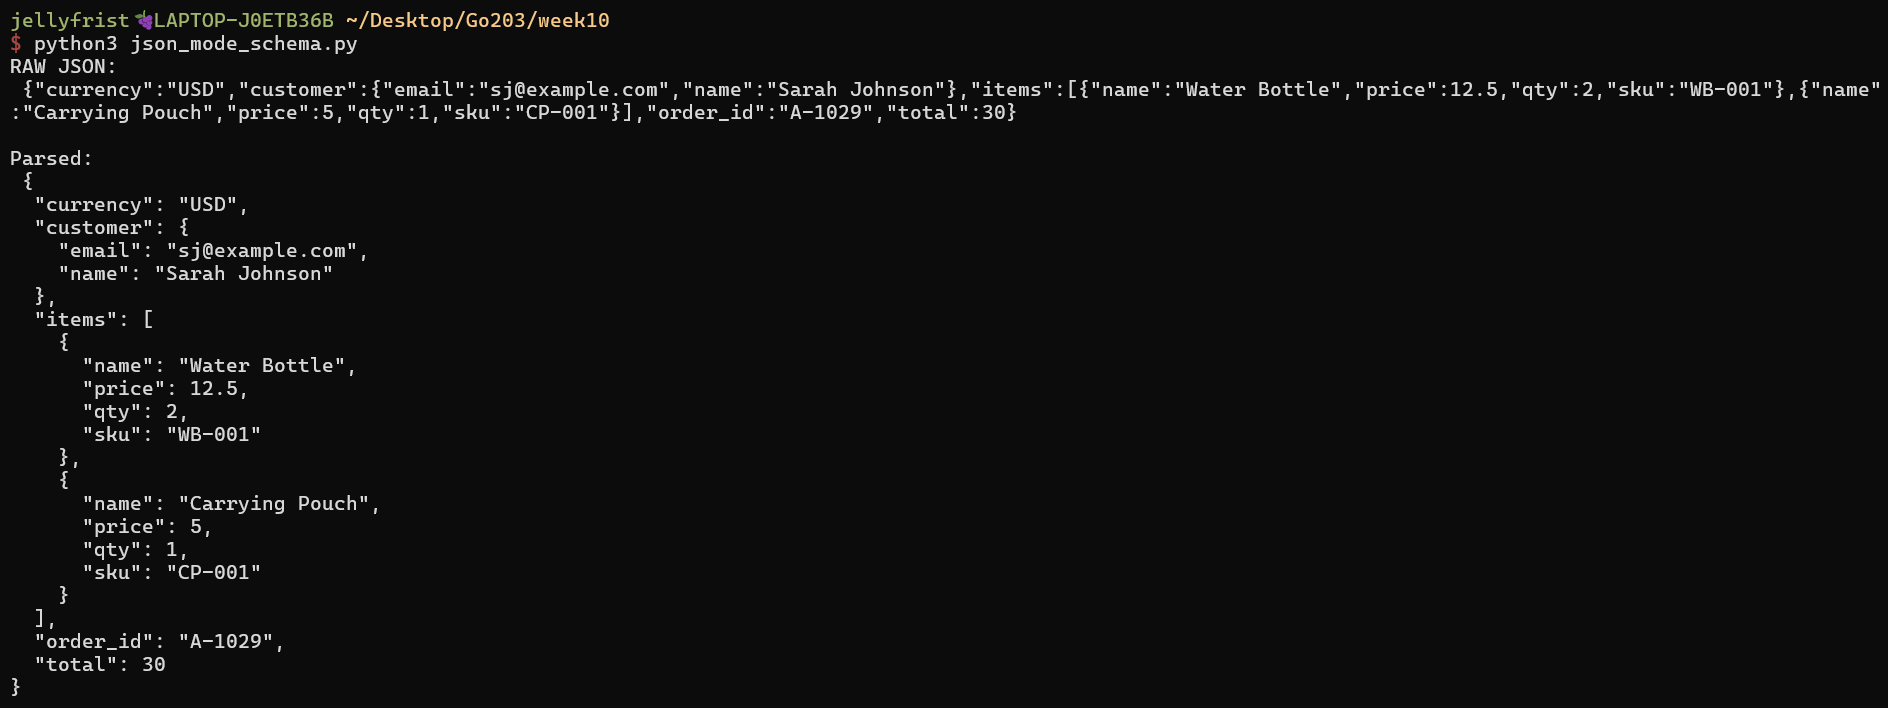 jellyfrist🍇LAPTOP-J0ETB36B ~/Desktop/Go203/week10
$ python3 json_mode_schema.py
RAW JSON:
 {"currency":"USD","customer":{"email":"sj@example.com","name":"Sarah Johnson"},"items":[{"name":"Water Bottle","price":12.5,"qty":2,"sku":"WB-001"},{"name"
:"Carrying Pouch","price":5,"qty":1,"sku":"CP-001"}],"order_id":"A-1029","total":30}

Parsed:
 {
  "currency": "USD",
  "customer": {
    "email": "sj@example.com",
    "name": "Sarah Johnson"
  },
  "items": [
    {
      "name": "Water Bottle",
      "price": 12.5,
      "qty": 2,
      "sku": "WB-001"
    },
    {
      "name": "Carrying Pouch",
      "price": 5,
      "qty": 1,
      "sku": "CP-001"
    }
  ],
  "order_id": "A-1029",
  "total": 30
}